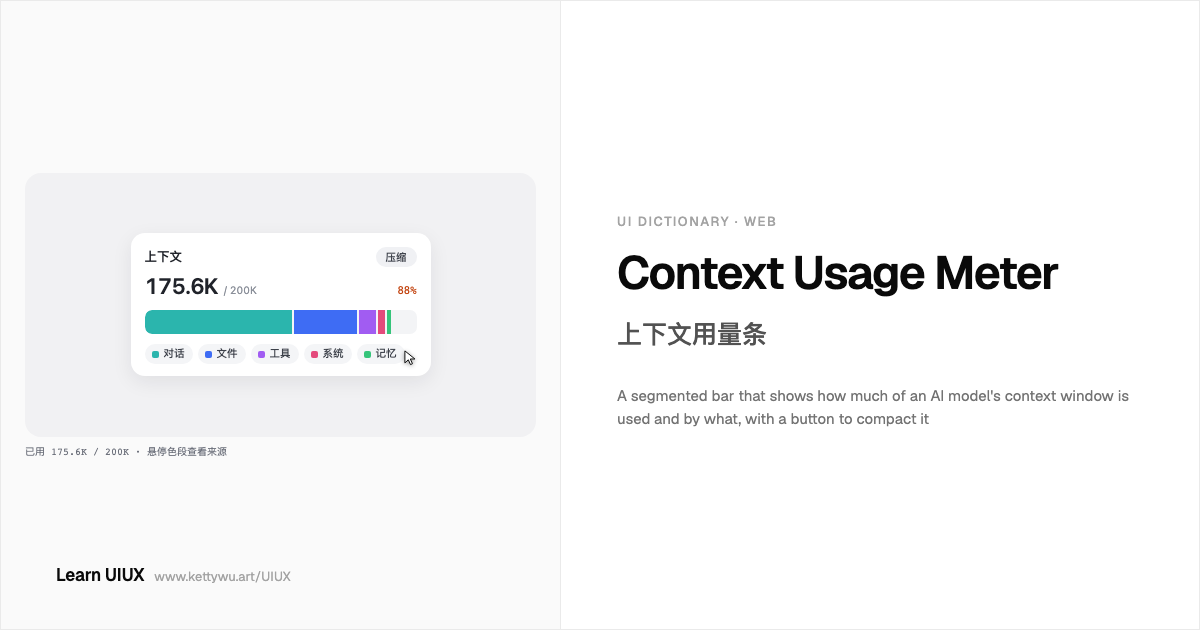 上下文
压缩
175.6K / 200K
88%
对话 文件 工具 系统 记忆
已用 175.6K / 200K · 悬停色段查看来源
Learn UIUX www.kettywu.art/UIUX
UI DICTIONARY · WEB
Context Usage Meter
上下文用量条
A segmented bar that shows how much of an AI model's context window is
used and by what, with a button to compact it